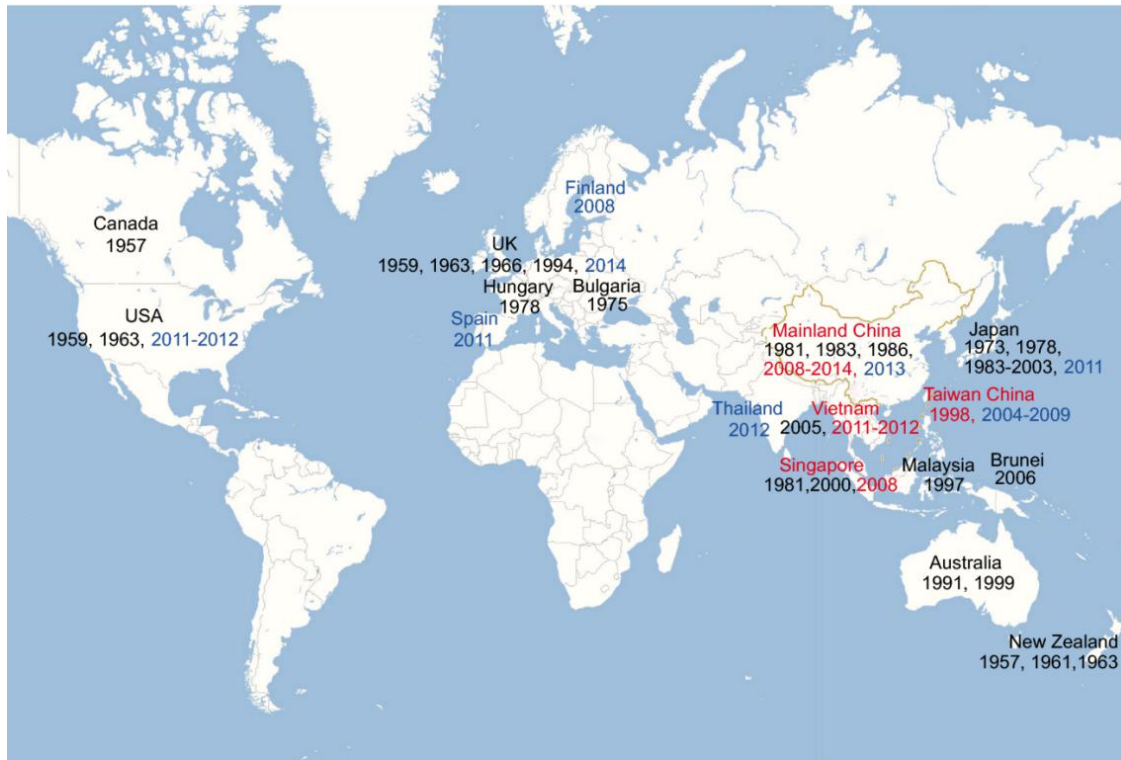 Finland
2008
Canada
1957
UK
1959, 1963, 1966, 1994, 2014
Hungary
1978
Bulgaria
1975
USA
1959, 1963, 2011-2012
Spain
2011
Mainland China
1981, 1983, 1986,
2008-2014, 2013
Japan
1973, 1978,
1983-2003, 2011
Taiwan China
1998, 2004-2009
Thailand
2012
Vietnam
2005, 2011-2012
Singapore
1981,2000,2008
Malaysia
1997
Brunei
2006
Australia
1991, 1999
New Zealand
1957, 1961,1963